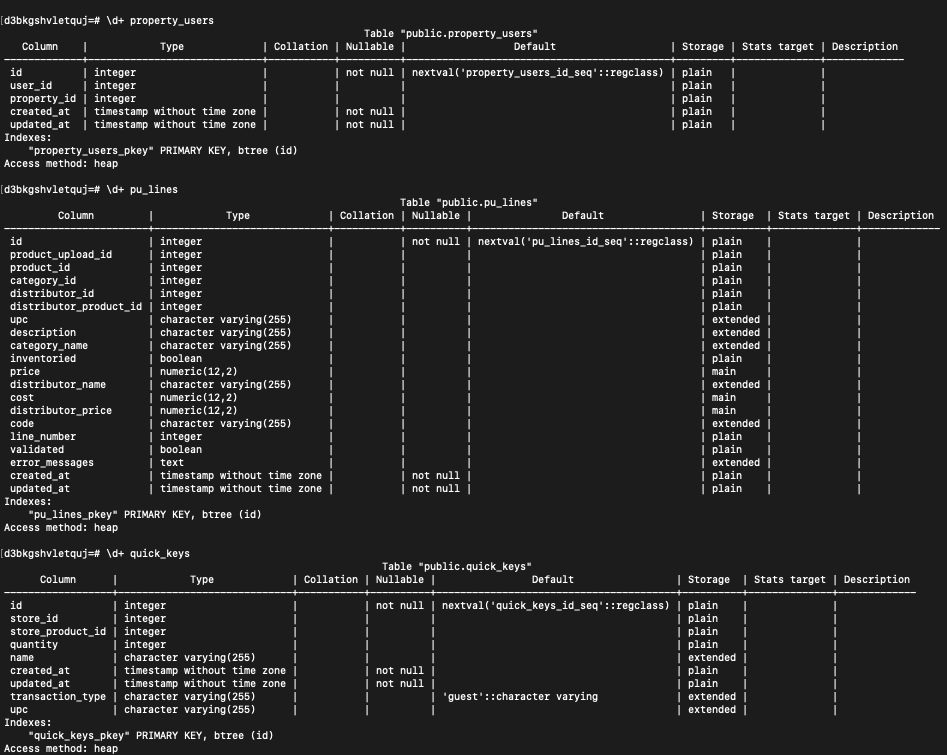 [d3bkgshvletquj=# \d+ property_users
Table "public.property_users"
Column | Type | Collation | Nullable | Default | Storage | Stats target | Description
id | integer | | not null | nextval('property_users_id_seq'::regclass) | plain | |
user_id | integer | | | | plain | |
property_id | integer | | | | plain | |
created_at | timestamp without time zone | | not null | | plain | |
updated_at | timestamp without time zone | | not null | | plain | |
Indexes:
"property_users_pkey" PRIMARY KEY, btree (id)
Access method: heap
[d3bkgshvletquj=# \d+ pu_lines
Table "public.pu_lines"
Column | Type | Collation | Nullable | Default | Storage | Stats target | Description
id | integer | | not null | nextval('pu_lines_id_seq'::regclass) | plain | |
product_upload_id | integer | | | | plain | |
product_id | integer | | | | plain | |
category_id | integer | | | | plain | |
distributor_id | integer | | | | plain | |
distributor_product_id | integer | | | | plain | |
upc | character varying(255) | | | | extended | |
description | character varying(255) | | | | extended | |
category_name | character varying(255) | | | | extended | |
inventoried | boolean | | | | plain | |
price | numeric(12,2) | | | | main | |
distributor_name | character varying(255) | | | | extended | |
cost | numeric(12,2) | | | | main | |
distributor_price | numeric(12,2) | | | | main | |
code | character varying(255) | | | | extended | |
line_number | integer | | | | plain | |
validated | boolean | | | | plain | |
error_messages | text | | | | extended | |
created_at | timestamp without time zone | | not null | | plain | |
updated_at | timestamp without time zone | | not null | | plain | |
Indexes:
"pu_lines_pkey" PRIMARY KEY, btree (id)
Access method: heap
[d3bkgshvletquj=# \d+ quick_keys
Table "public.quick_keys"
Column | Type | Collation | Nullable | Default | Storage | Stats target | Description
id | integer | | not null | nextval('quick_keys_id_seq'::regclass) | plain | |
store_id | integer | | | | plain | |
store_product_id | integer | | | | plain | |
quantity | integer | | | | plain | |
name | character varying(255) | | | | extended | |
created_at | timestamp without time zone | | not null | | plain | |
updated_at | timestamp without time zone | | not null | | plain | |
transaction_type | character varying(255) | | | 'guest'::character varying | extended | |
upc | character varying(255) | | | | extended | |
Indexes:
"quick_keys_pkey" PRIMARY KEY, btree (id)
Access method: heap